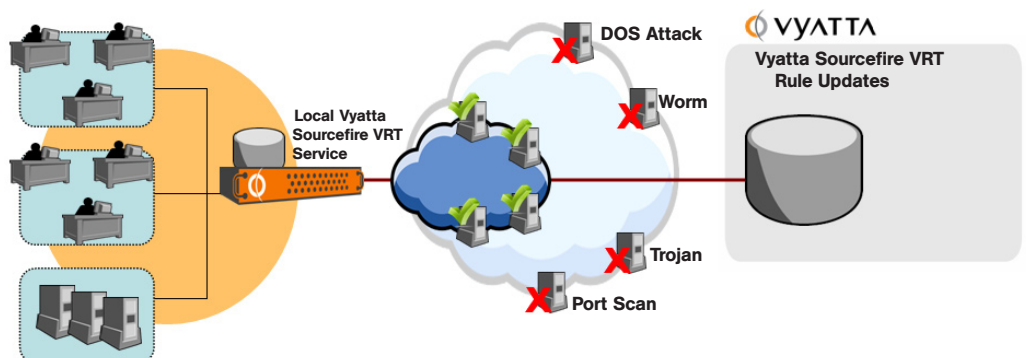 Local Vyatta
Sourcefire VRT
Service
DOS Attack
Worm
Trojan
Port Scan
VYATTA
Vyatta Sourcefire VRT
Rule Updates